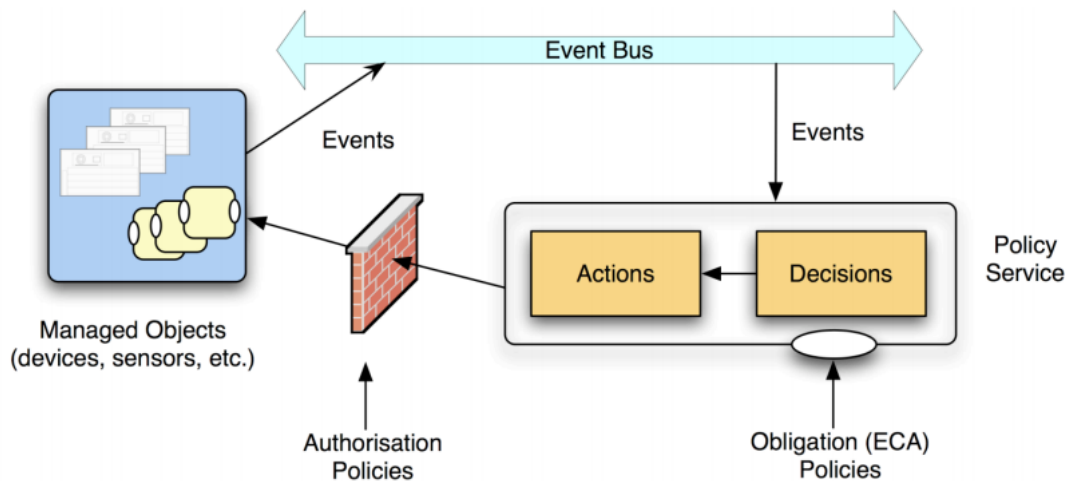 Event Bus
Events
Events
Actions
Decisions
Policy
Service
Managed Objects
(devices, sensors, etc.)
Authorisation
Policies
Obligation (ECA)
Policies